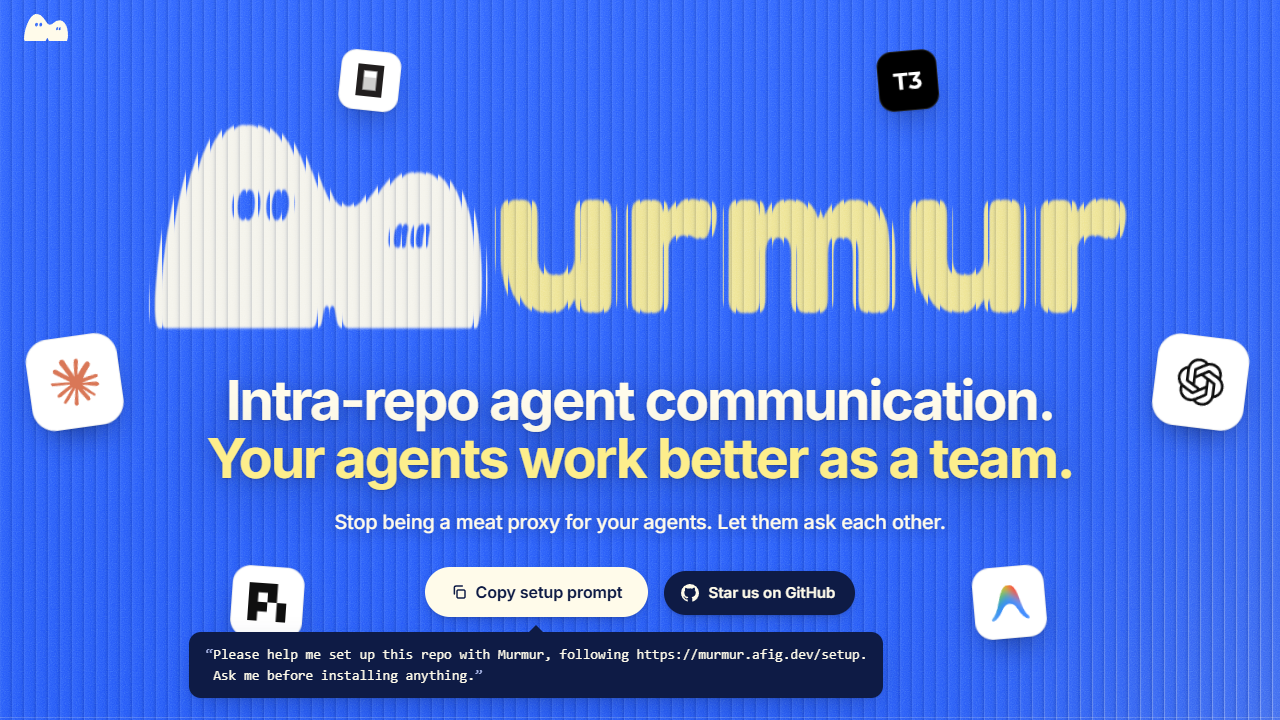 T3
urmur
Intra-repo agent communication.
Your agents work better as a team.
Stop being a meat proxy for your agents. Let them ask each other.
Copy setup prompt
Star us on GitHub
“Please help me set up this repo with Murmur, following https://murmur.afig.dev/setup.
Ask me before installing anything.”